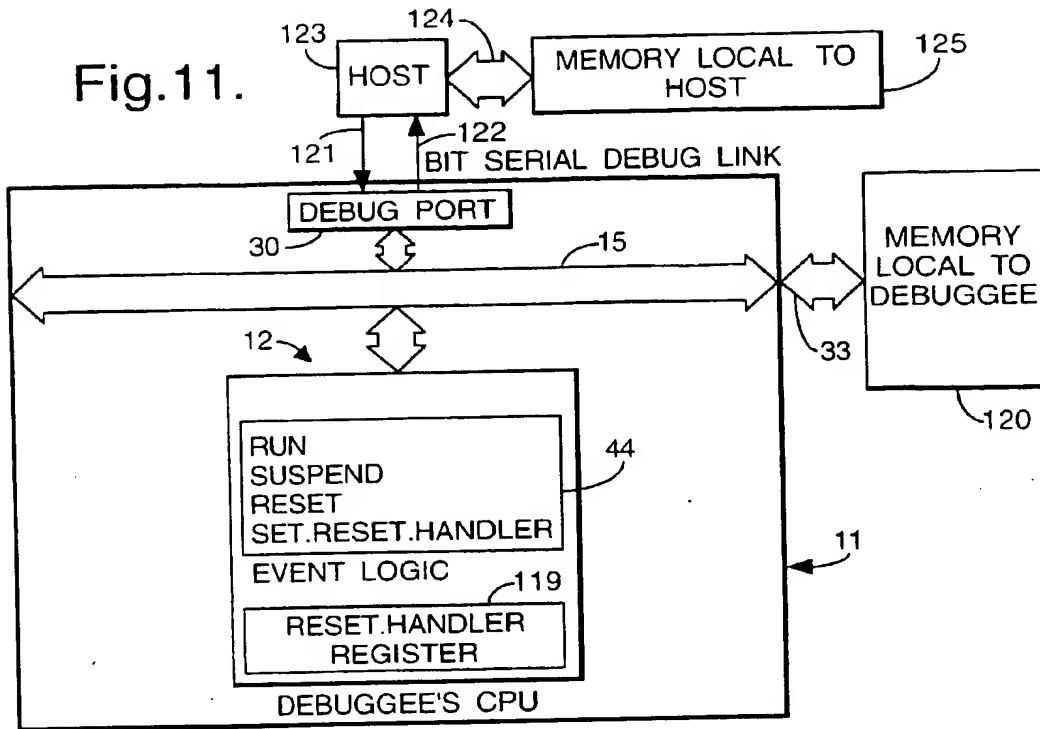 Fig.11.
123
HOST
124
MEMORY LOCAL TO
HOST
125
121
122
BIT SERIAL DEBUG LINK
DEBUG PORT
30
15
MEMORY
LOCAL TO
DEBUGGEE
33
120
12
RUN
SUSPEND
RESET
SET.RESET.HANDLER
44
EVENT LOGIC
119
RESET.HANDLER
REGISTER
DEBUGGEE'S CPU
11